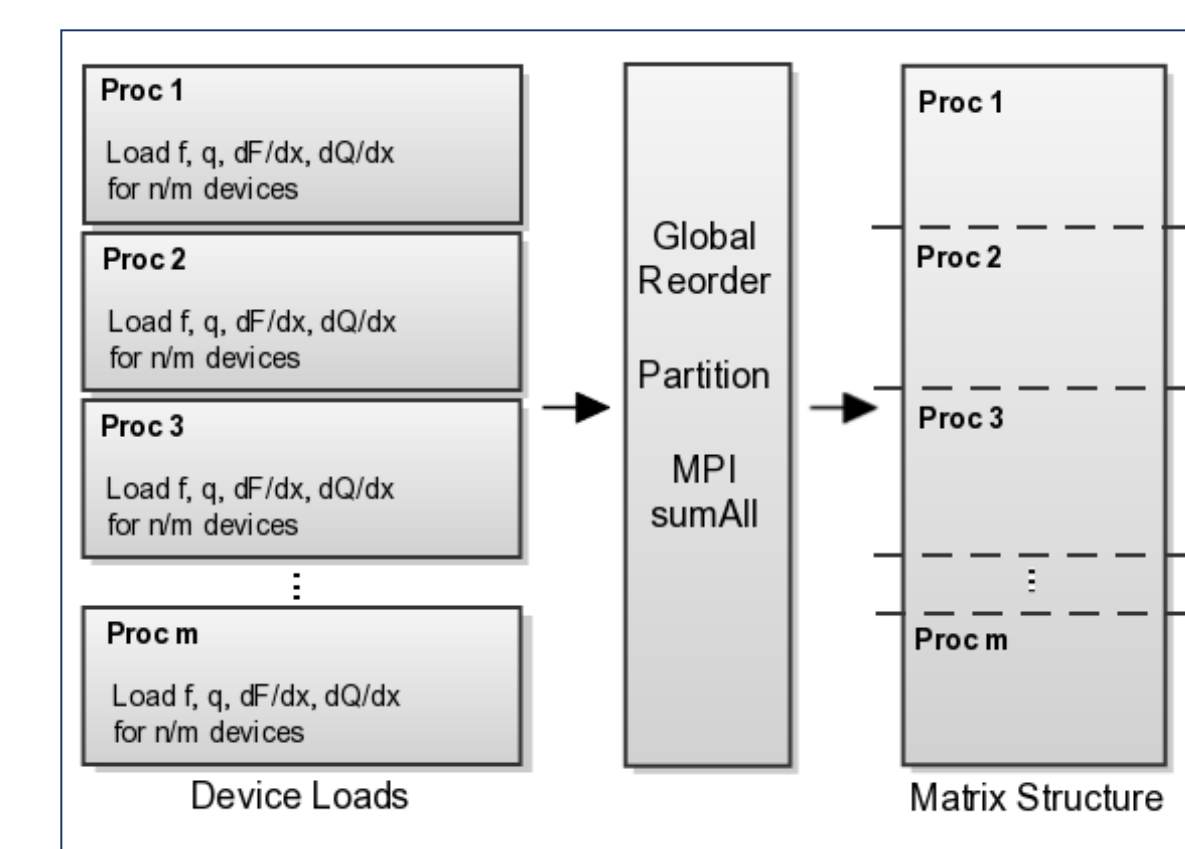 Proc 1
Load f, q, dF/dx, dQ/dx
for n/m devices
Proc 2
Load f, q, dF/dx, dQ/dx
for n/m devices
Proc 3
Load f, q, dF/dx, dQ/dx
for n/m devices
Proc m
Load f, q, dF/dx, dQ/dx
for n/m devices
Device Loads
Global
Reorder
Partition
MPI
sumAll
Proc 1
Proc 2
Proc 3
Proc m
Matrix Structure